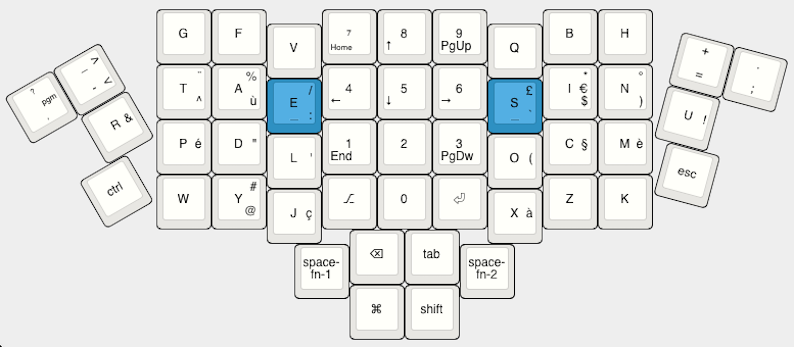 G F V 7 Home 8 ↑ 9 PgUp Q B H
? pgm , _ > - < T ¨ ^ A % ù E / _ : 4 ← 5 ↓ 6 → S £ _ ` I * € $ N ° ) + = . ;
R & P é D " L ' 1 End 2 3 PgDw O ( C § M è U !
ctrl W Y # @ J ç ⌥ 0 ⏎ X à Z K esc
space-
fn-1
⌫ tab
space-
fn-2
⌘ shift